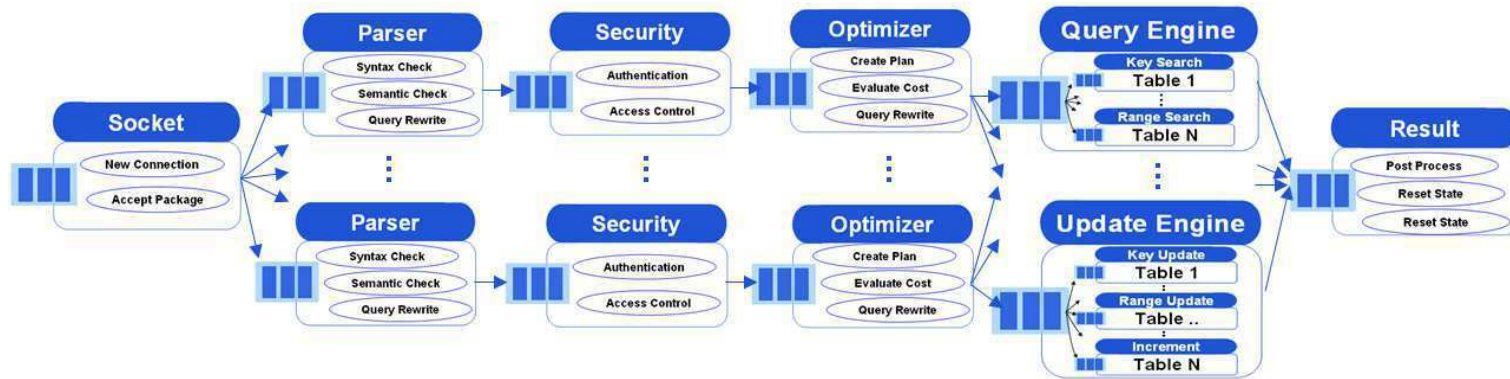 Socket
New Connection
Accept Package
Parser
Syntax Check
Semantic Check
Query Rewrite
Security
Authentication
Access Control
Optimizer
Create Plan
Evaluate Cost
Query Rewrite
Parser
Syntax Check
Semantic Check
Query Rewrite
Security
Authentication
Access Control
Optimizer
Create Plan
Evaluate Cost
Query Rewrite
Query Engine
Key Search
Table 1
Range Search
Table N
Update Engine
Key Update
Table 1
Range Update
Table ..
Increment
Table N
Result
Post Process
Reset State
Reset State